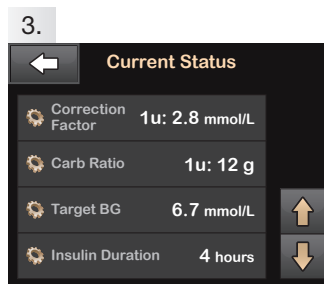 3.
Current Status
Correction Factor 1u: 2.8 mmol/L
Carb Ratio 1u: 12 g
Target BG 6.7 mmol/L
Insulin Duration 4 hours